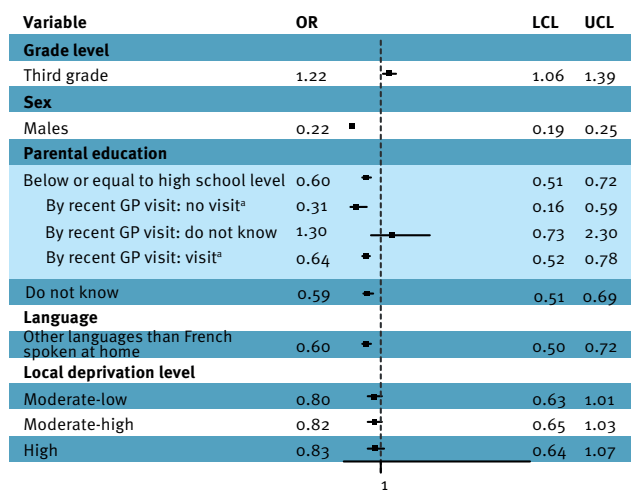 Variable OR LCL UCL
Grade level
Third grade 1.22 1.06 1.39
Sex
Males 0.22 0.19 0.25
Parental education
Below or equal to high school level 0.60 0.51 0.72
By recent GP visit: no visitᵃ 0.31 0.16 0.59
By recent GP visit: do not know 1.30 0.73 2.30
By recent GP visit: visitᵃ 0.64 0.52 0.78
Do not know 0.59 0.51 0.69
Language
Other languages than French
spoken at home 0.60 0.50 0.72
Local deprivation level
Moderate-low 0.80 0.63 1.01
Moderate-high 0.82 0.65 1.03
High 0.83 0.64 1.07
1